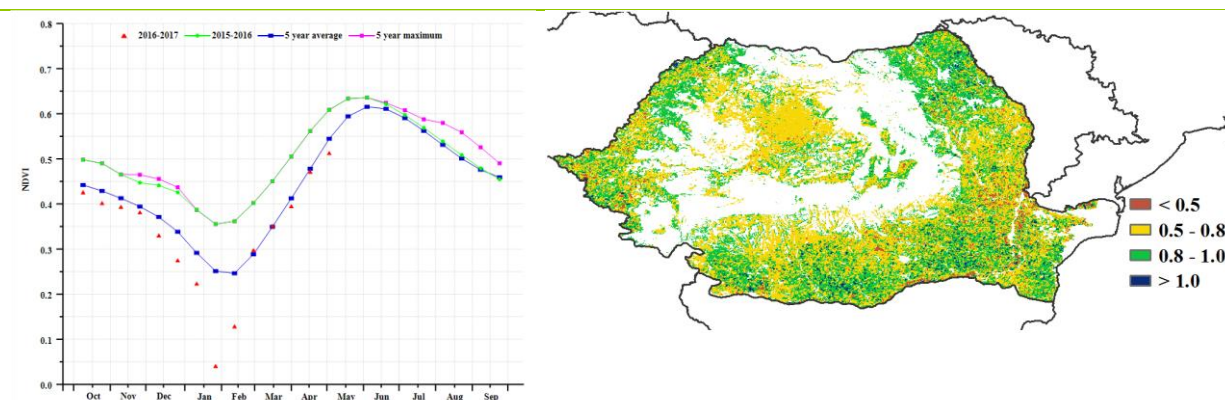 0.8
2016-2017 2015-2016 5 year average 5 year maximum
0.7
0.6
0.5
NDVI
0.4
0.3
0.2
0.1
0.0
Oct Nov Dec Jan Feb Mar Apr May Jun Jul Aug Sep
< 0.5
0.5 - 0.8
0.8 - 1.0
> 1.0